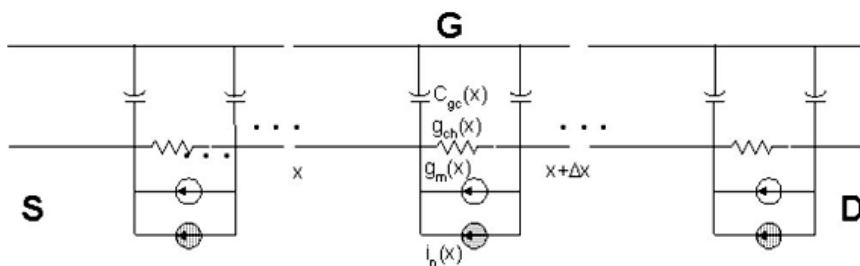 G
C_gc(x)
g_ch(x)
x g_m(x) x+Δx
S D
i_n(x)